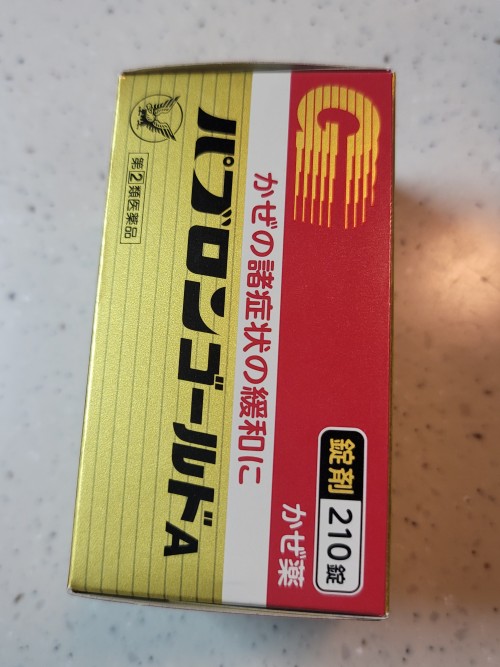 第②類医薬品
パブロンゴールドA
かぜの諸症状の緩和に
G
かぜ薬
錠剤 210錠